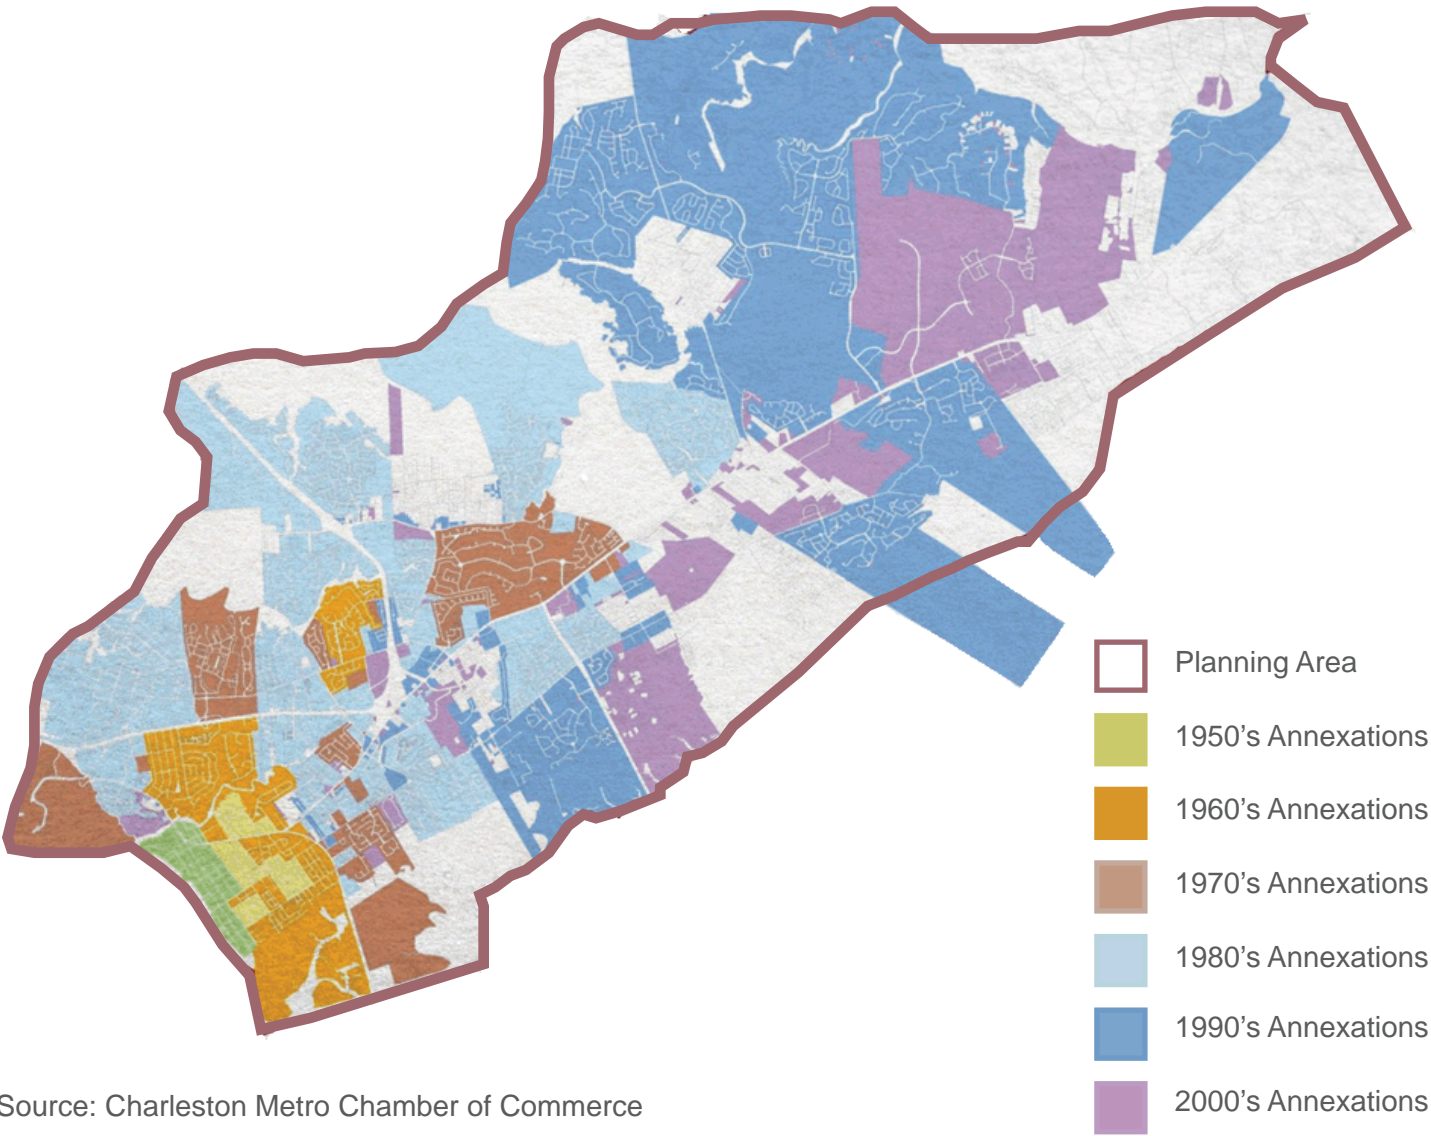 Planning Area
1950's Annexations
1960's Annexations
1970's Annexations
1980's Annexations
1990's Annexations
2000's Annexations
Source: Charleston Metro Chamber of Commerce